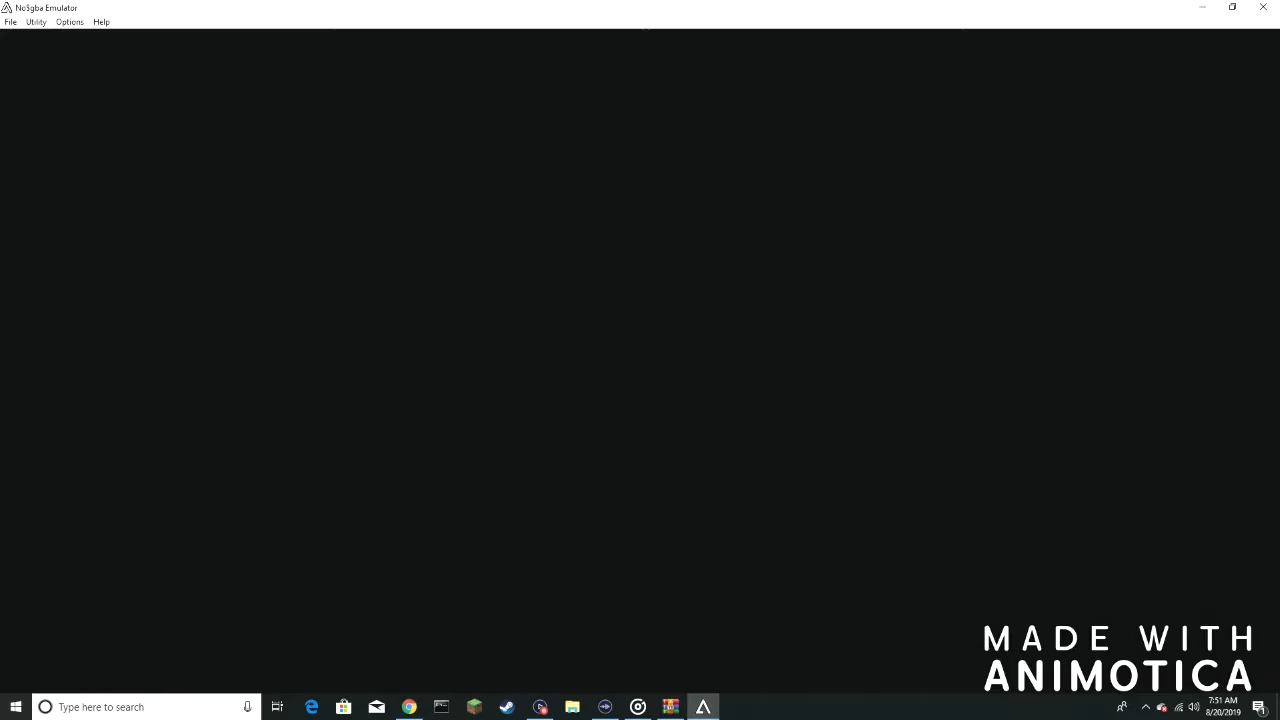 No$gba Emulator
File Utility Options Help
MADE WITH
ANIMOTICA
Type here to search
7:51 AM
8/20/2019